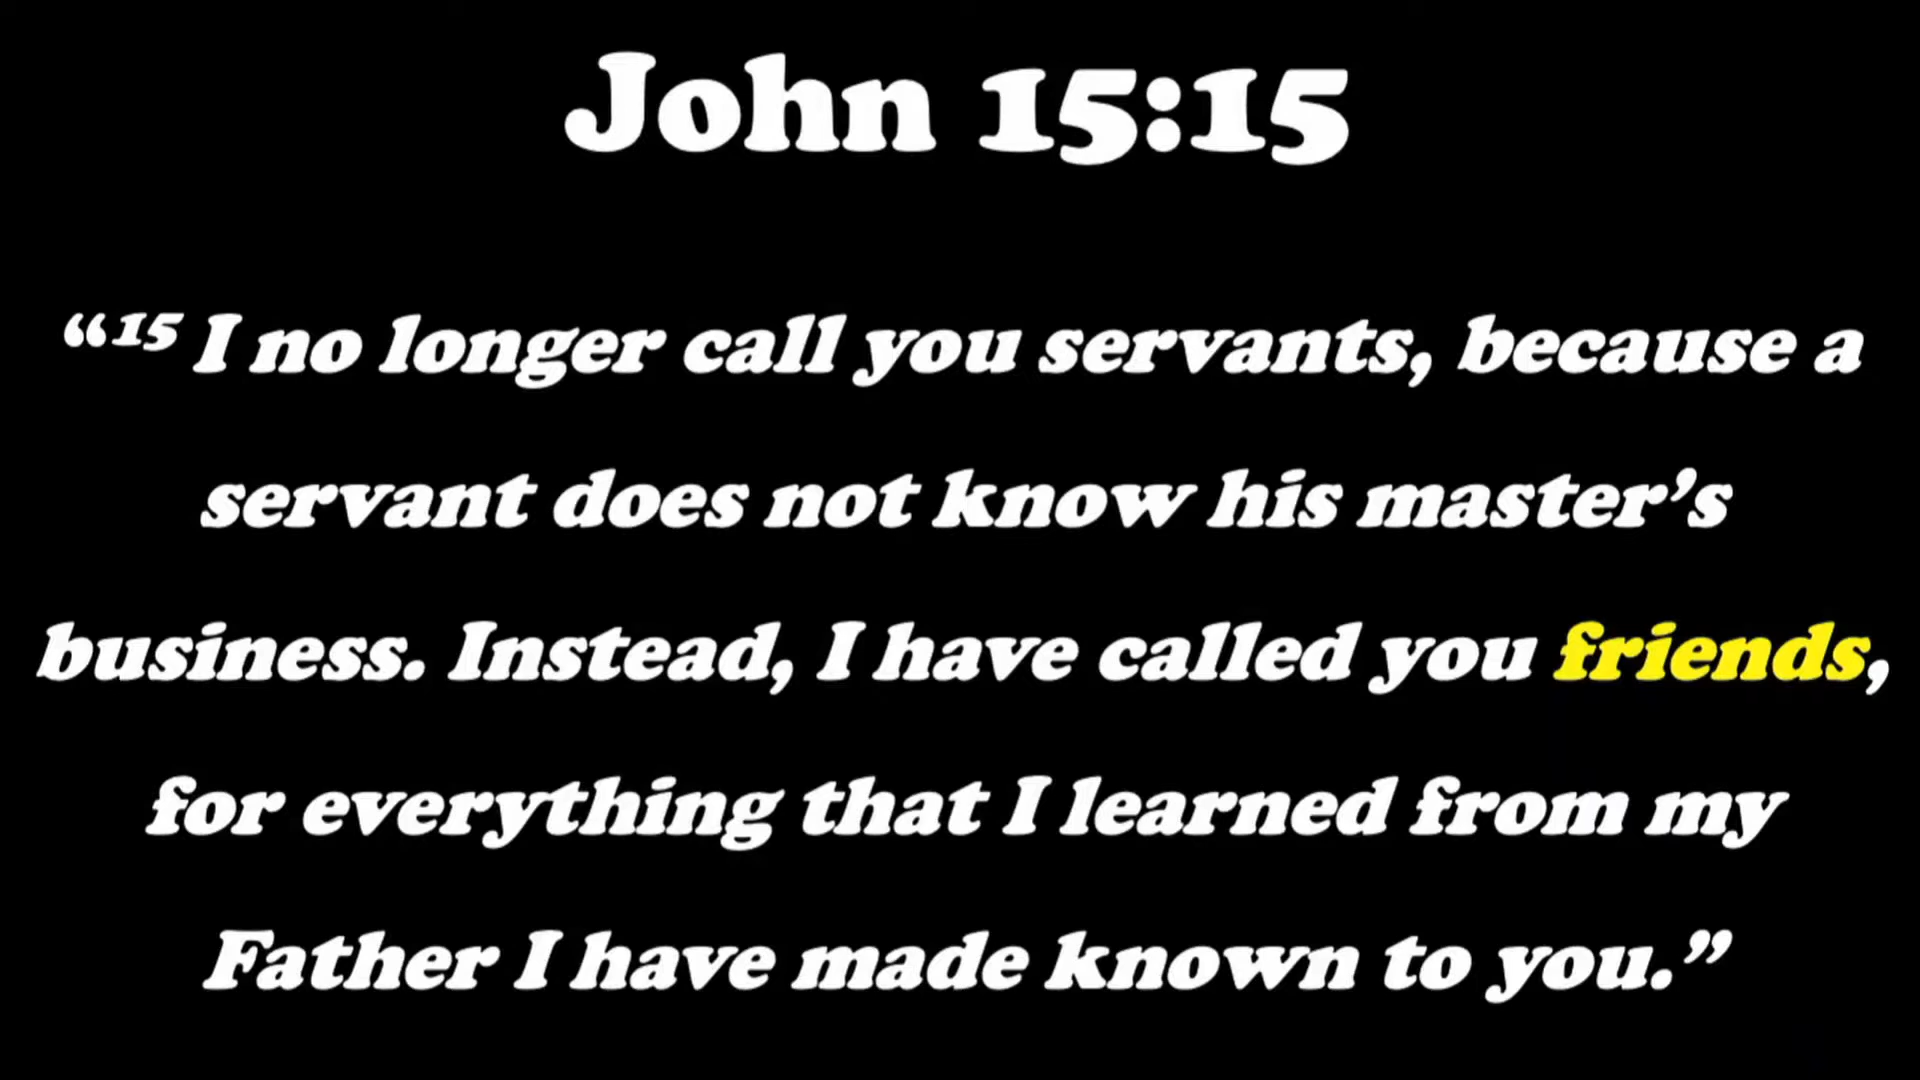 John 15:15
“¹⁵ I no longer call you servants, because a
servant does not know his master’s
business. Instead, I have called you friends,
for everything that I learned from my
Father I have made known to you.”